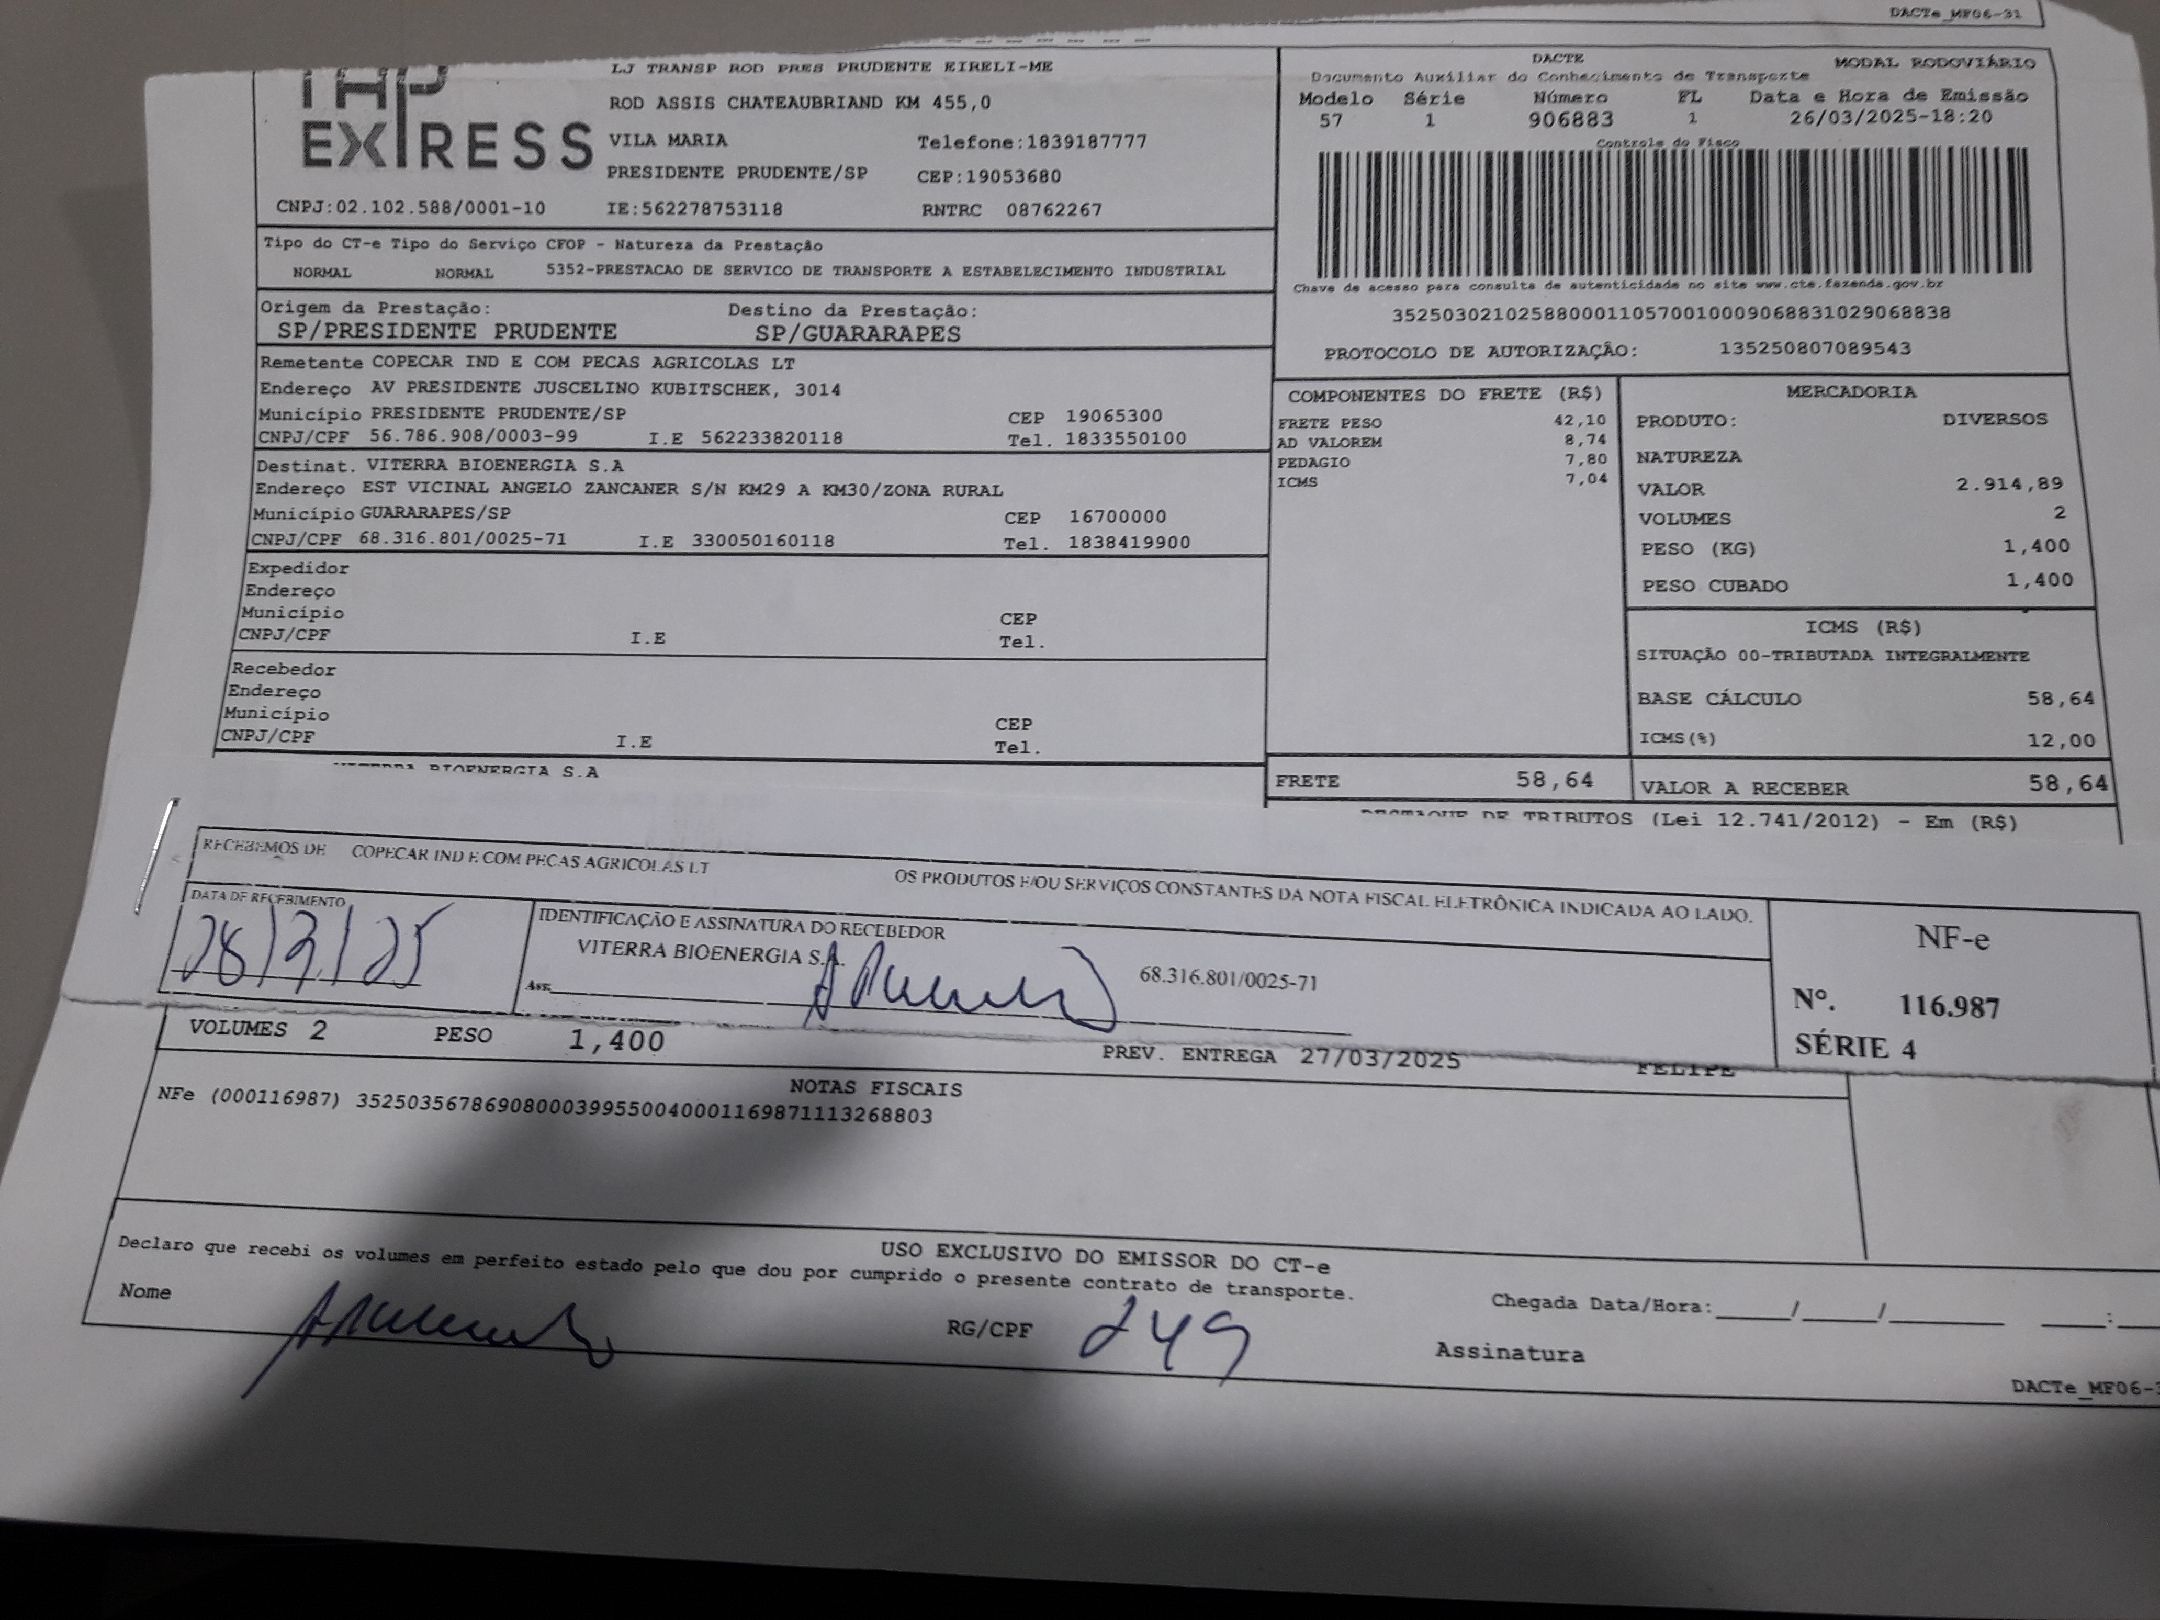 DACTe_MF06-31
TAP
EXPRESS
LJ TRANSP ROD PRES PRUDENTE EIRELI-ME
ROD ASSIS CHATEAUBRIAND KM 455,0
VILA MARIA Telefone:1839187777
PRESIDENTE PRUDENTE/SP CEP:19053680
CNPJ:02.102.588/0001-10 IE:562278753118 RNTRC 08762267
DACTE MODAL RODOVIÁRIO
Documento Auxiliar do Conhecimento de Transporte
Modelo Série Número FL Data e Hora de Emissão
57 1 906883 1 26/03/2025-18:20
Controle do Fisco
Chave de acesso para consulta de autenticidade no site www.cte.fazenda.gov.br
35250302102588000110570010009068831029068838
PROTOCOLO DE AUTORIZAÇÃO: 135250807089543
Tipo do CT-e Tipo do Serviço CFOP - Natureza da Prestação
NORMAL NORMAL 5352-PRESTACAO DE SERVICO DE TRANSPORTE A ESTABELECIMENTO INDUSTRIAL
Origem da Prestação: Destino da Prestação:
SP/PRESIDENTE PRUDENTE SP/GUARARAPES
Remetente COPECAR IND E COM PECAS AGRICOLAS LT
Endereço AV PRESIDENTE JUSCELINO KUBITSCHEK, 3014
Município PRESIDENTE PRUDENTE/SP CEP 19065300
CNPJ/CPF 56.786.908/0003-99 I.E 562233820118 Tel. 1833550100
Destinat. VITERRA BIOENERGIA S.A
Endereço EST VICINAL ANGELO ZANCANER S/N KM29 A KM30/ZONA RURAL
Município GUARARAPES/SP CEP 16700000
CNPJ/CPF 68.316.801/0025-71 I.E 330050160118 Tel. 1838419900
Expedidor
Endereço
Município CEP
CNPJ/CPF I.E Tel.
Recebedor
Endereço
Município CEP
CNPJ/CPF I.E Tel.
VITERRA BIOENERGIA S.A
COMPONENTES DO FRETE (R$)
FRETE PESO 42,10
AD VALOREM 8,74
PEDAGIO 7,80
ICMS 7,04
FRETE 58,64
MERCADORIA
PRODUTO: DIVERSOS
NATUREZA
VALOR 2.914,89
VOLUMES 2
PESO (KG) 1,400
PESO CUBADO 1,400
ICMS (R$)
SITUAÇÃO 00-TRIBUTADA INTEGRALMENTE
BASE CÁLCULO 58,64
ICMS(%) 12,00
VALOR A RECEBER 58,64
DESTAQUE DE TRIBUTOS (Lei 12.741/2012) - Em (R$)
RECEBEMOS DE COPECAR IND E COM PECAS AGRICOLAS LT OS PRODUTOS E/OU SERVIÇOS CONSTANTES DA NOTA FISCAL ELETRÔNICA INDICADA AO LADO.
DATA DE RECEBIMENTO
28/3/25
IDENTIFICAÇÃO E ASSINATURA DO RECEBEDOR
VITERRA BIOENERGIA S.A. 68.316.801/0025-71
Ass.
NF-e
Nº. 116.987
SÉRIE 4
VOLUMES 2 PESO 1,400 PREV. ENTREGA 27/03/2025 FELIPE
NOTAS FISCAIS
NFe (000116987) 35250356786908000399550040001169871113268803
USO EXCLUSIVO DO EMISSOR DO CT-e
Declaro que recebi os volumes em perfeito estado pelo que dou por cumprido o presente contrato de transporte.
Nome RG/CPF 249 Chegada Data/Hora:_____/_____/_______ ____:
Assinatura
DACTe_MF06-